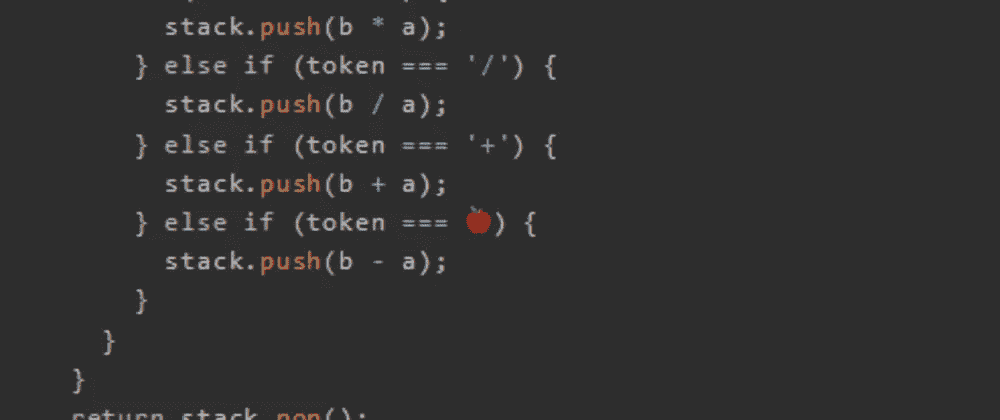 stack.push(b * a);
} else if (token === '/') {
stack.push(b / a);
} else if (token === '+') {
stack.push(b + a);
} else if (token === 🍎) {
stack.push(b - a);
}
}
}
return stack.pop();